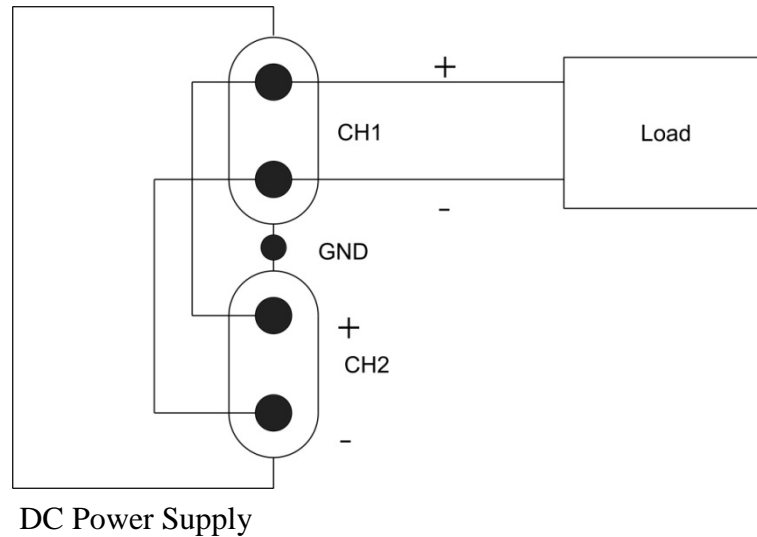 +
CH1
Load
-
GND
+
CH2
-
DC Power Supply